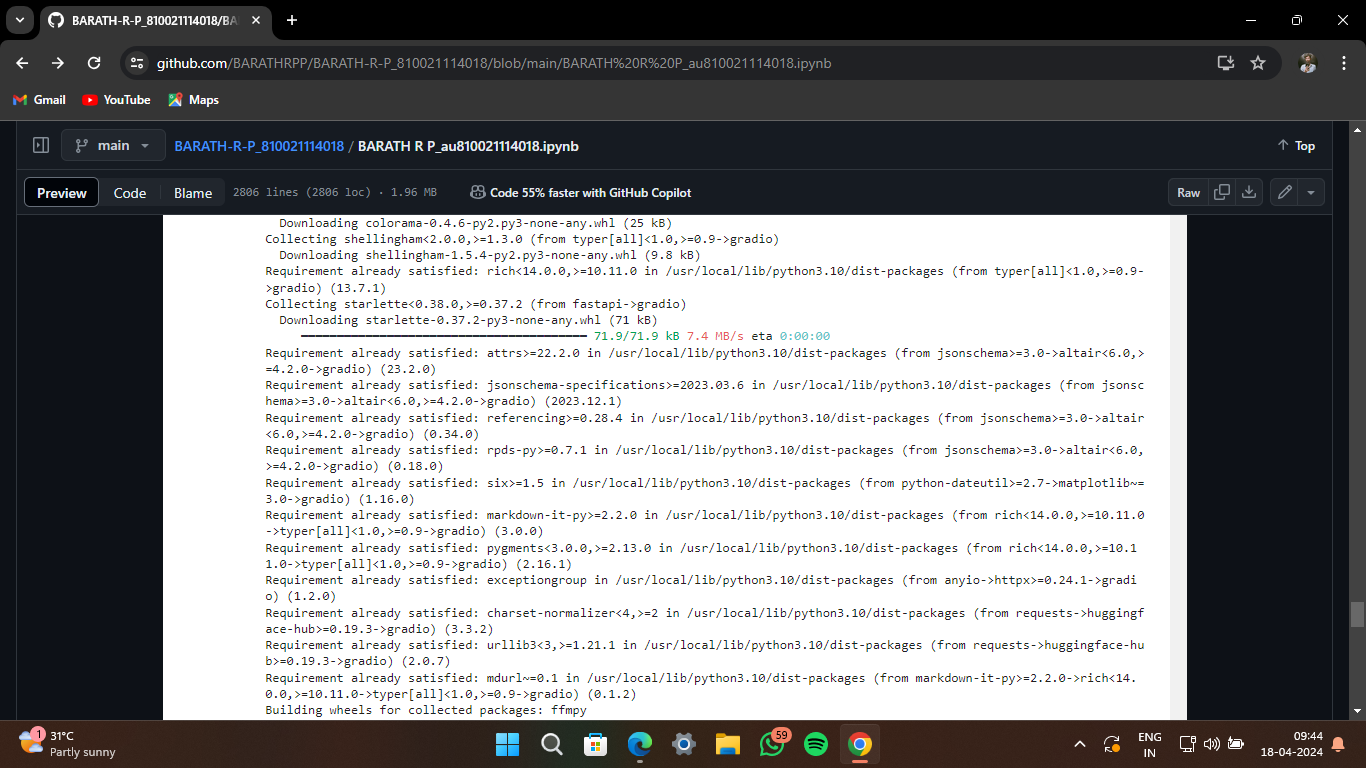 BARATH-R-P_810021114018/BA
github.com/BARATHRPP/BARATH-R-P_810021114018/blob/main/BARATH%20R%20P_au810021114018.ipynb
Gmail YouTube Maps
main BARATH-R-P_810021114018 / BARATH R P_au810021114018.ipynb Top
Preview Code Blame 2806 lines (2806 loc) · 1.96 MB Code 55% faster with GitHub Copilot Raw
Downloading colorama-0.4.6-py2.py3-none-any.whl (25 kB)
Collecting shellingham<2.0.0,>=1.3.0 (from typer[all]<1.0,>=0.9->gradio)
Downloading shellingham-1.5.4-py2.py3-none-any.whl (9.8 kB)
Requirement already satisfied: rich<14.0.0,>=10.11.0 in /usr/local/lib/python3.10/dist-packages (from typer[all]<1.0,>=0.9-
>gradio) (13.7.1)
Collecting starlette<0.38.0,>=0.37.2 (from fastapi->gradio)
Downloading starlette-0.37.2-py3-none-any.whl (71 kB)
71.9/71.9 kB 7.4 MB/s eta 0:00:00
Requirement already satisfied: attrs>=22.2.0 in /usr/local/lib/python3.10/dist-packages (from jsonschema>=3.0->altair<6.0,>
=4.2.0->gradio) (23.2.0)
Requirement already satisfied: jsonschema-specifications>=2023.03.6 in /usr/local/lib/python3.10/dist-packages (from jsonsc
hema>=3.0->altair<6.0,>=4.2.0->gradio) (2023.12.1)
Requirement already satisfied: referencing>=0.28.4 in /usr/local/lib/python3.10/dist-packages (from jsonschema>=3.0->altair
<6.0,>=4.2.0->gradio) (0.34.0)
Requirement already satisfied: rpds-py>=0.7.1 in /usr/local/lib/python3.10/dist-packages (from jsonschema>=3.0->altair<6.0,
>=4.2.0->gradio) (0.18.0)
Requirement already satisfied: six>=1.5 in /usr/local/lib/python3.10/dist-packages (from python-dateutil>=2.7->matplotlib~=
3.0->gradio) (1.16.0)
Requirement already satisfied: markdown-it-py>=2.2.0 in /usr/local/lib/python3.10/dist-packages (from rich<14.0.0,>=10.11.0
->typer[all]<1.0,>=0.9->gradio) (3.0.0)
Requirement already satisfied: pygments<3.0.0,>=2.13.0 in /usr/local/lib/python3.10/dist-packages (from rich<14.0.0,>=10.1
1.0->typer[all]<1.0,>=0.9->gradio) (2.16.1)
Requirement already satisfied: exceptiongroup in /usr/local/lib/python3.10/dist-packages (from anyio->httpx>=0.24.1->gradi
o) (1.2.0)
Requirement already satisfied: charset-normalizer<4,>=2 in /usr/local/lib/python3.10/dist-packages (from requests->huggingf
ace-hub>=0.19.3->gradio) (3.3.2)
Requirement already satisfied: urllib3<3,>=1.21.1 in /usr/local/lib/python3.10/dist-packages (from requests->huggingface-hu
b>=0.19.3->gradio) (2.0.7)
Requirement already satisfied: mdurl~=0.1 in /usr/local/lib/python3.10/dist-packages (from markdown-it-py>=2.2.0->rich<14.
0.0,>=10.11.0->typer[all]<1.0,>=0.9->gradio) (0.1.2)
Building wheels for collected packages: ffmpy
1 31°C 59 ENG 09:44
Partly sunny IN 18-04-2024